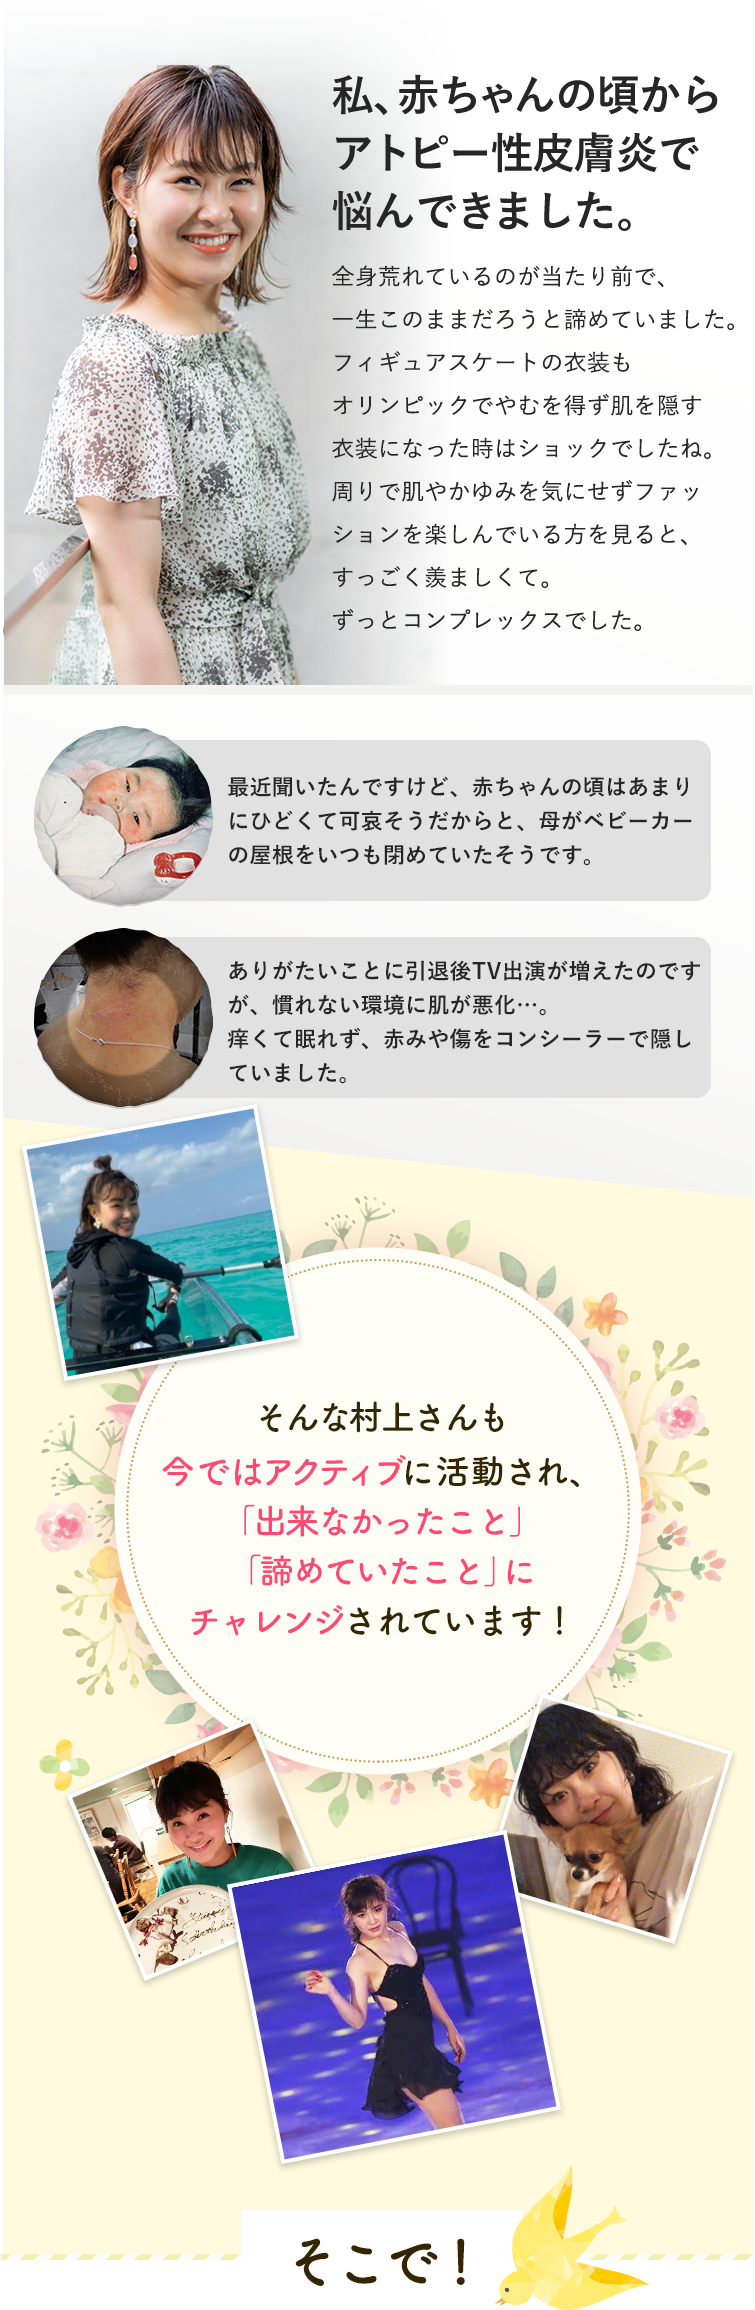 私、赤ちゃんの頃から
アトピー性皮膚炎で
悩んできました。
全身荒れているのが当たり前で、
一生このままだろうと諦めていました。
フィギュアスケートの衣装も
オリンピックでやむを得ず肌を隠す
衣装になった時はショックでしたね。
周りで肌やかゆみを気にせずファッ
ションを楽しんでいる方を見ると、
すっごく羨ましくて。
ずっとコンプレックスでした。
最近聞いたんですけど、赤ちゃんの頃はあまり
にひどくて可哀そうだからと、母がベビーカー
の屋根をいつも閉めていたそうです。
ありがたいことに引退後TV出演が増えたのです
が、慣れない環境に肌が悪化…。
痒くて眠れず、赤みや傷をコンシーラーで隠し
ていました。
そんな村上さんも
今ではアクティブに活動され、
「出来なかったこと」
「諦めていたこと」に
チャレンジされています！
そこで！